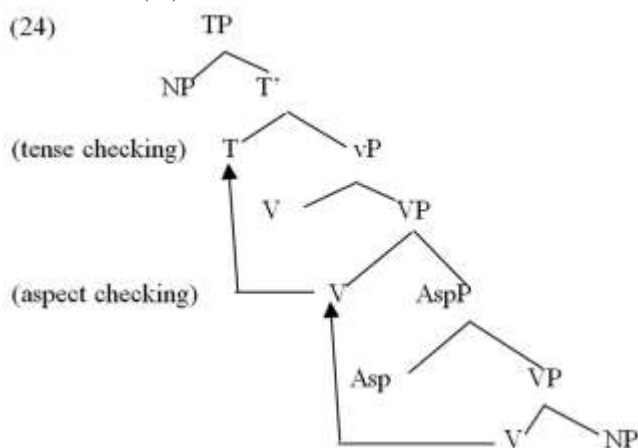 (24) TP
NP T'
(tense checking) T vP
V VP
(aspect checking) V AspP
Asp VP
V NP